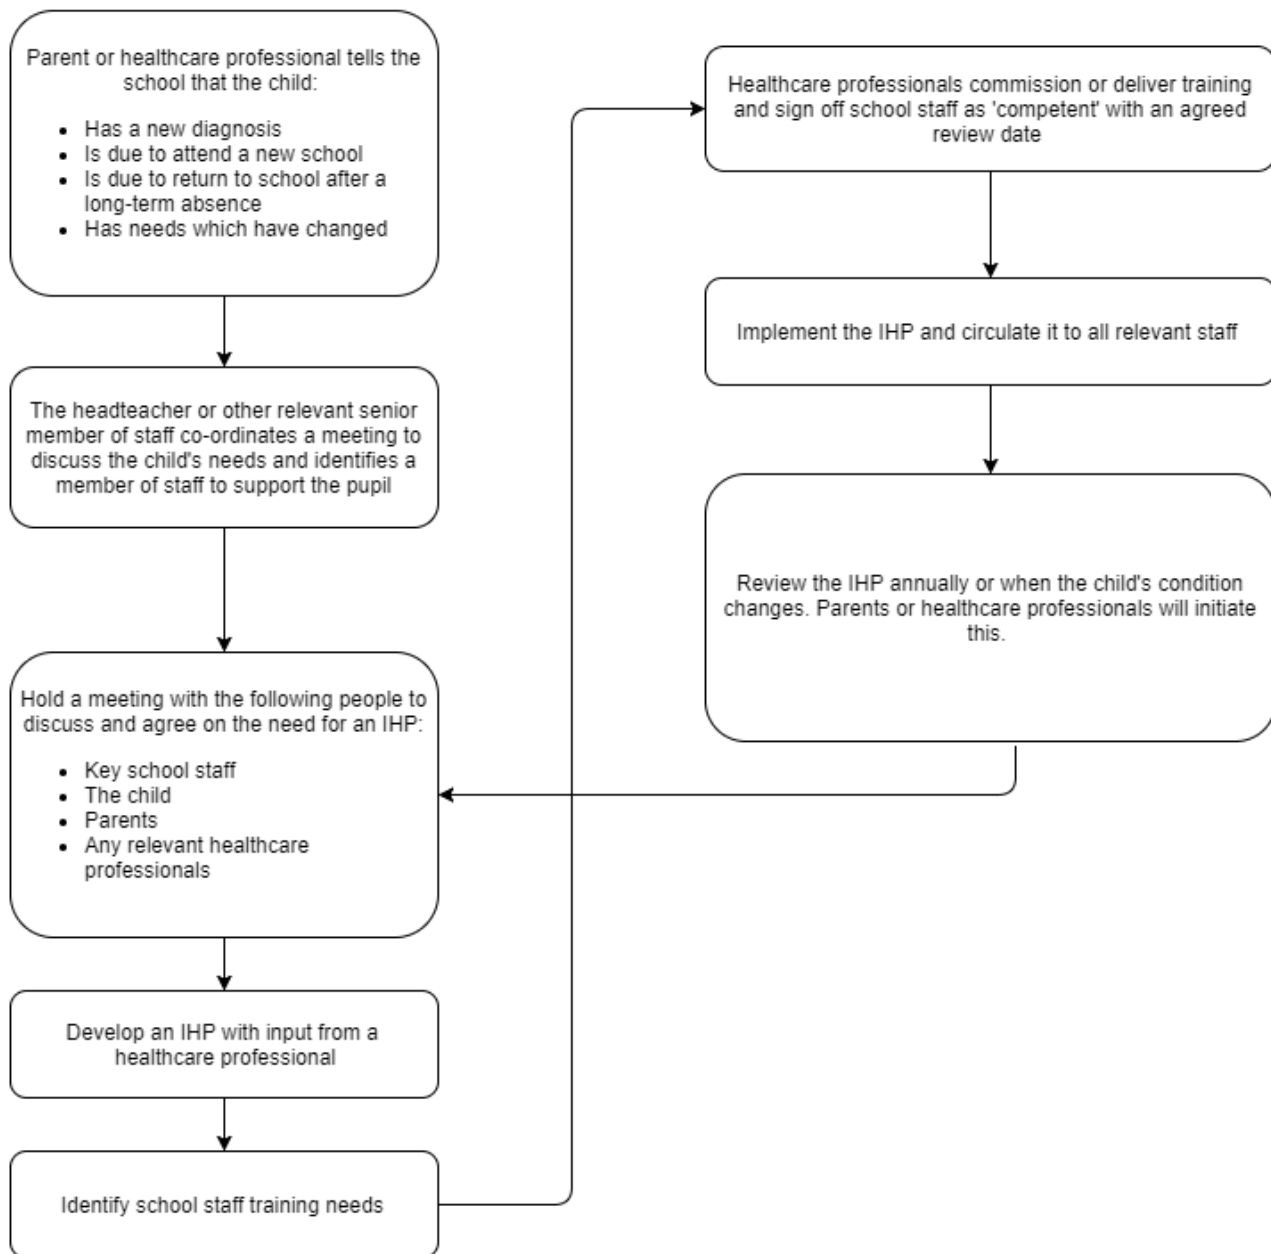 Parent or healthcare professional tells the
school that the child:
• Has a new diagnosis
• Is due to attend a new school
• Is due to return to school after a
long-term absence
• Has needs which have changed
The headteacher or other relevant senior
member of staff co-ordinates a meeting to
discuss the child's needs and identifies a
member of staff to support the pupil
Hold a meeting with the following people to
discuss and agree on the need for an IHP:
• Key school staff
• The child
• Parents
• Any relevant healthcare
professionals
Develop an IHP with input from a
healthcare professional
Identify school staff training needs
Healthcare professionals commission or deliver training
and sign off school staff as 'competent' with an agreed
review date
Implement the IHP and circulate it to all relevant staff
Review the IHP annually or when the child's condition
changes. Parents or healthcare professionals will initiate
this.